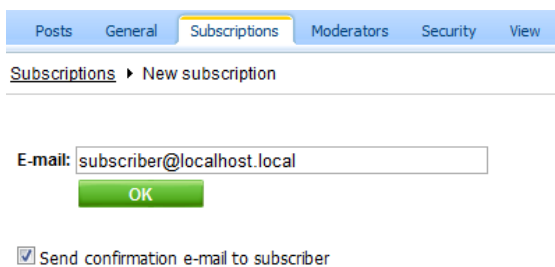 Posts General Subscriptions Moderators Security View
Subscriptions New subscription
E-mail: subscriber@localhost.local
OK
Send confirmation e-mail to subscriber